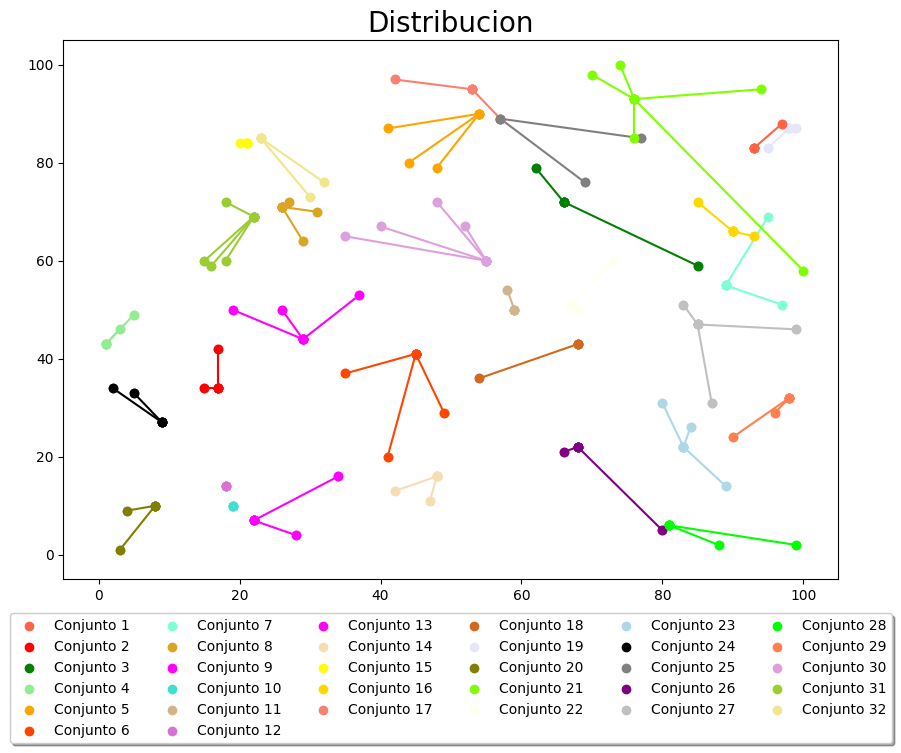 Distribucion
100
80
60
40
20
0
0 20 40 60 80 100
Conjunto 1 Conjunto 7 Conjunto 13 Conjunto 18 Conjunto 23 Conjunto 28
Conjunto 2 Conjunto 8 Conjunto 14 Conjunto 19 Conjunto 24 Conjunto 29
Conjunto 3 Conjunto 9 Conjunto 15 Conjunto 20 Conjunto 25 Conjunto 30
Conjunto 4 Conjunto 10 Conjunto 16 Conjunto 21 Conjunto 26 Conjunto 31
Conjunto 5 Conjunto 11 Conjunto 17 Conjunto 22 Conjunto 27 Conjunto 32
Conjunto 6 Conjunto 12